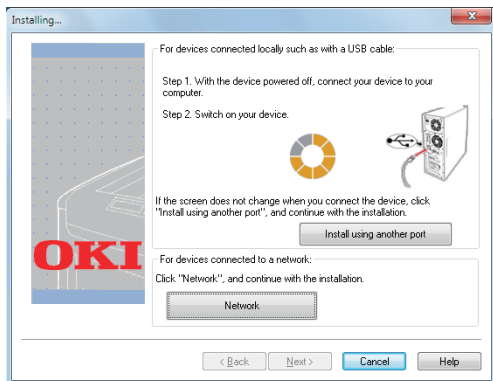 Installing...
For devices connected locally such as with a USB cable:
Step 1. With the device powered off, connect your device to your
computer.
Step 2. Switch on your device.
If the screen does not change when you connect the device, click
"Install using another port", and continue with the installation.
Install using another port
OKI
For devices connected to a network:
Click "Network", and continue with the installation.
Network
< Back
Next >
Cancel
Help